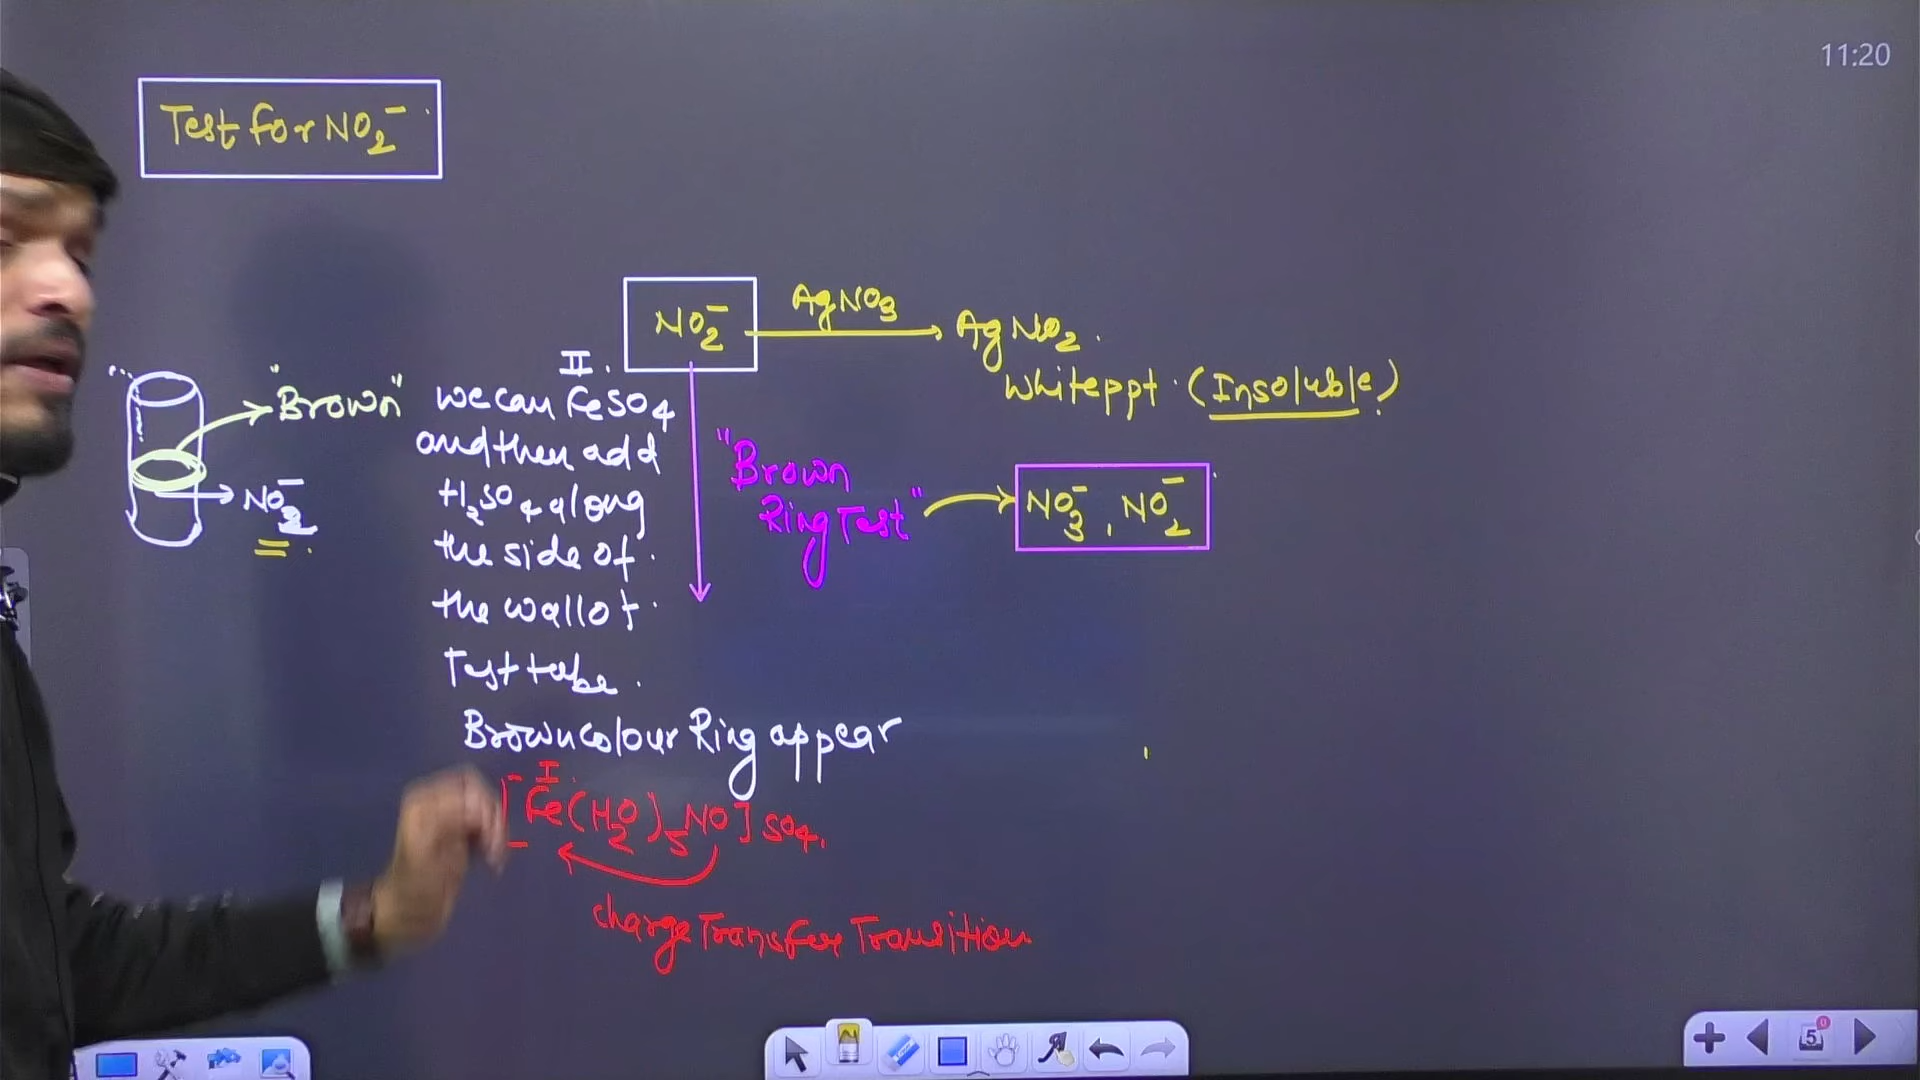 11:20
Test for NO₂⁻
NO₂⁻
AgNO₃
AgNO₂.
White ppt. (Insoluble)
"Brown"
NO₂⁻
II.
we can FeSO₄
and then add
H₂SO₄ along
the side of
the wall of
Test tube.
"Brown
Ring Test"
NO₃⁻, NO₂⁻
Brown colour Ring appear
I
[Fe(H₂O)₅NO]SO₄.
charge Transfer Transition
5
0